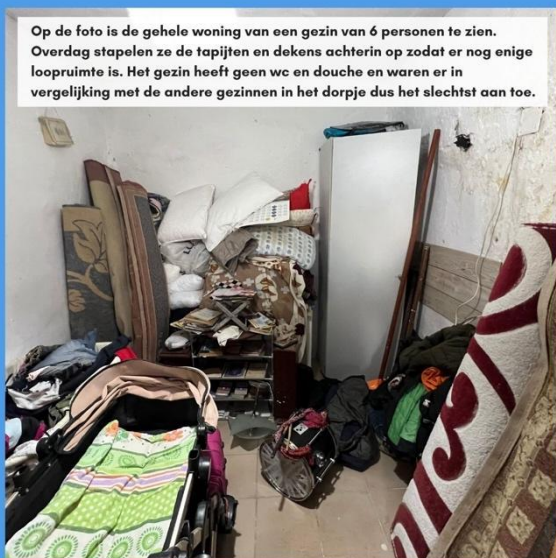 Op de foto is de gehele woning van een gezin van 6 personen te zien.
Overdag stapelen ze de tapijten en dekens achterin op zodat er nog enige
loopruimte is. Het gezin heeft geen wc en douche en waren er in
vergelijking met de andere gezinnen in het dorpje dus het slechtst aan toe.